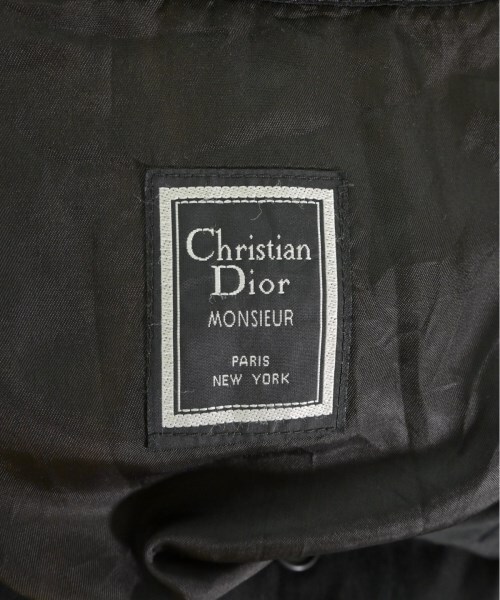 Christian
Dior
MONSIEUR
PARIS
NEW YORK